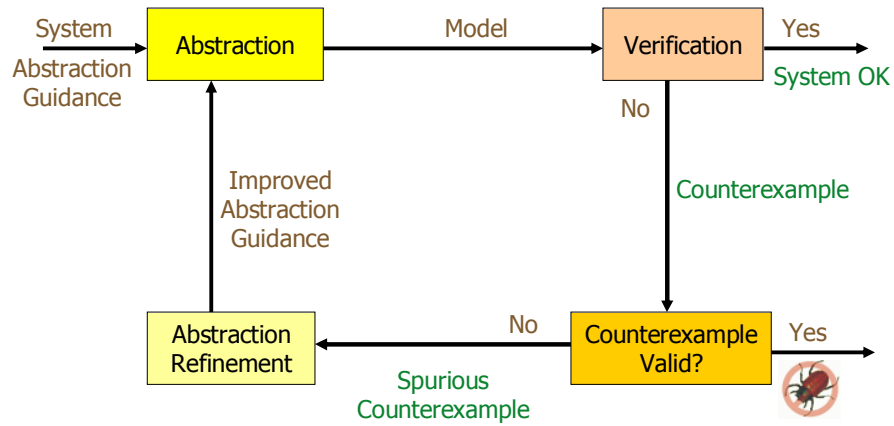 System
Abstraction
Guidance
Abstraction
Model
Verification
Yes
System OK
No
Counterexample
Improved
Abstraction
Guidance
Abstraction
Refinement
No
Spurious
Counterexample
Counterexample
Valid?
Yes